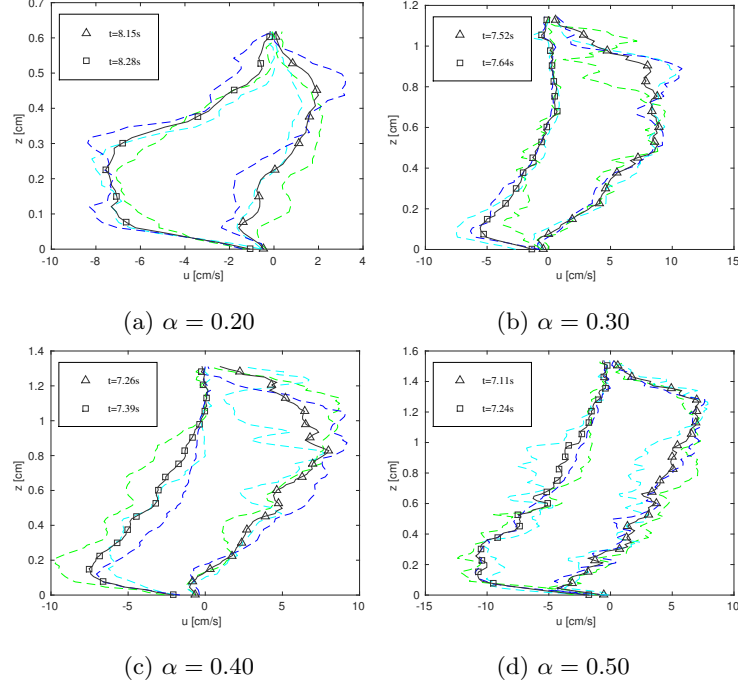 0.7
0.6
0.5
0.4
0.3
0.2
0.1
0
z [cm]
t=8.15s
t=8.28s
-10 -8 -6 -4 -2 0 2 4
u [cm/s]
(a) α = 0.20
1.2
1
0.8
0.6
0.4
0.2
0
z [cm]
t=7.52s
t=7.64s
-10 -5 0 5 10 15
u [cm/s]
(b) α = 0.30
1.4
1.2
1
0.8
0.6
0.4
0.2
0
z [cm]
t=7.26s
t=7.39s
-10 -5 0 5 10
u [cm/s]
(c) α = 0.40
1.6
1.4
1.2
1
0.8
0.6
0.4
0.2
0
z [cm]
t=7.11s
t=7.24s
-15 -10 -5 0 5 10
u [cm/s]
(d) α = 0.50